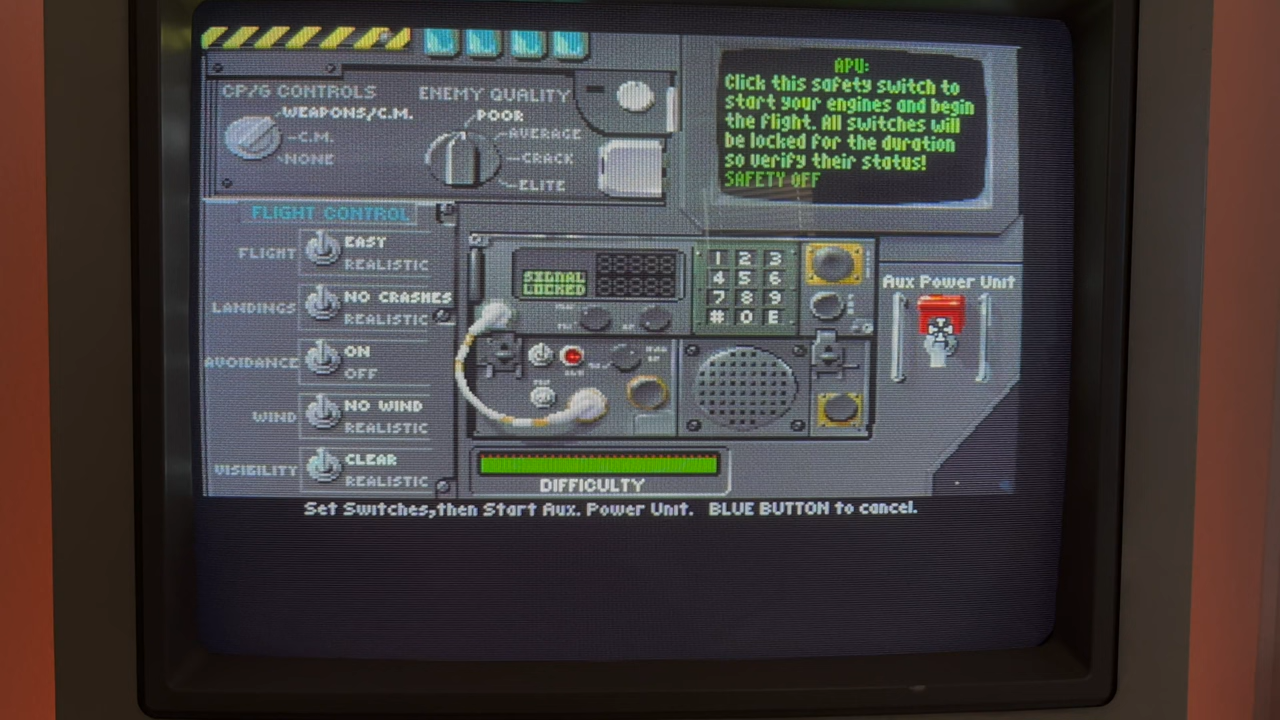 CP/G CONTROLS
WEAPONS/C.M.
C.M.
NONE
ENEMY QUALITY
POOR
AVERAGE
CRACK
ELITE
APU:
Click this safety switch to
start your engines and begin
the flight. All switches will
be locked for the duration
so verify their status!
SAFETY OFF
FLIGHT CONTROL
FLIGHT
EASY
REALISTIC
LANDINGS
NO CRASHES
REALISTIC
AVOIDANCE
ON
OFF
WIND
NO WIND
REALISTIC
VISIBILITY
CLEAR
REALISTIC
SIGNAL
LOCKED
1 2 3
4 5 6
7 8 9
# 0 E
Aux Power Unit
DIFFICULTY
Set Switches,then Start Aux. Power Unit. BLUE BUTTON to cancel.